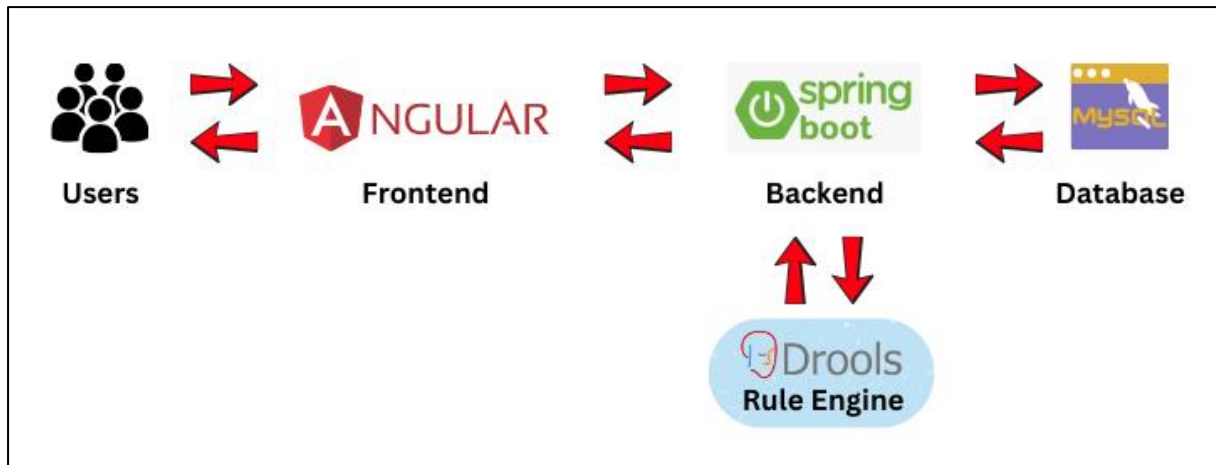 ANGULAR
spring
boot
MySQL
Users
Frontend
Backend
Database
Drools
Rule Engine